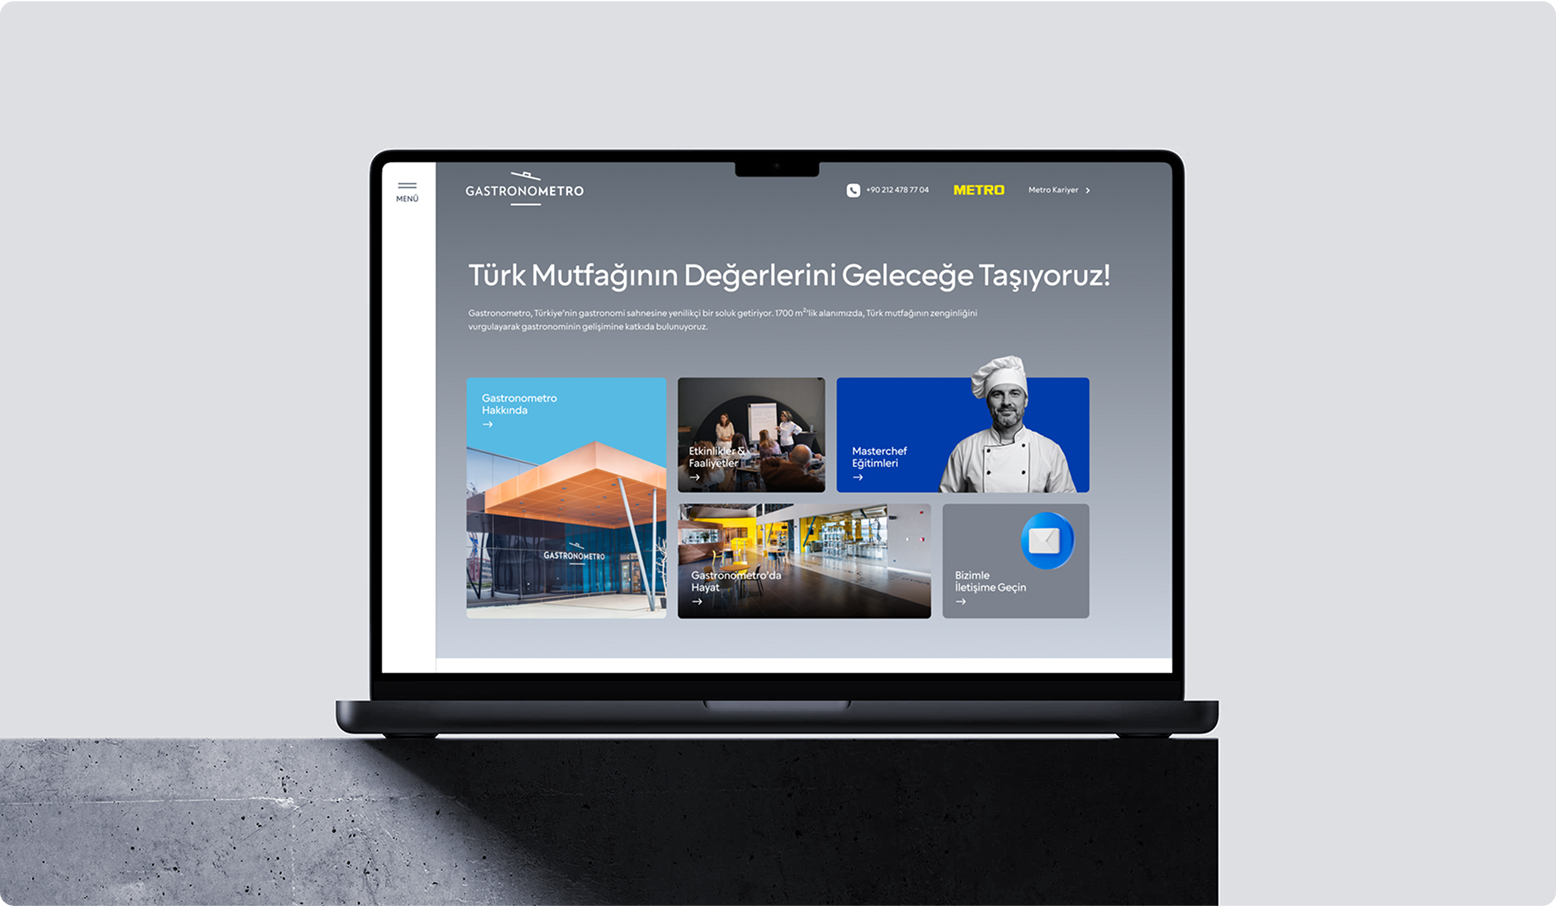 MENÜ
GASTRONOMETRO
+90 212 478 77 04
METRO
Metro Kariyer
Türk Mutfağının Değerlerini Geleceğe Taşıyoruz!
Gastronometro, Türkiye'nin gastronomi sahnesine yenilikçi bir soluk getiriyor. 1700 m²'lik alanımızda, Türk mutfağının zenginliğini
vurgulayarak gastronominin gelişimine katkıda bulunuyoruz.
Gastronometro
Hakkında
GASTRONOMETRO
Etkinlikler &
Faaliyetler
Masterchef
Eğitimleri
Gastronometro'da
Hayat
Bizimle
İletişime Geçin